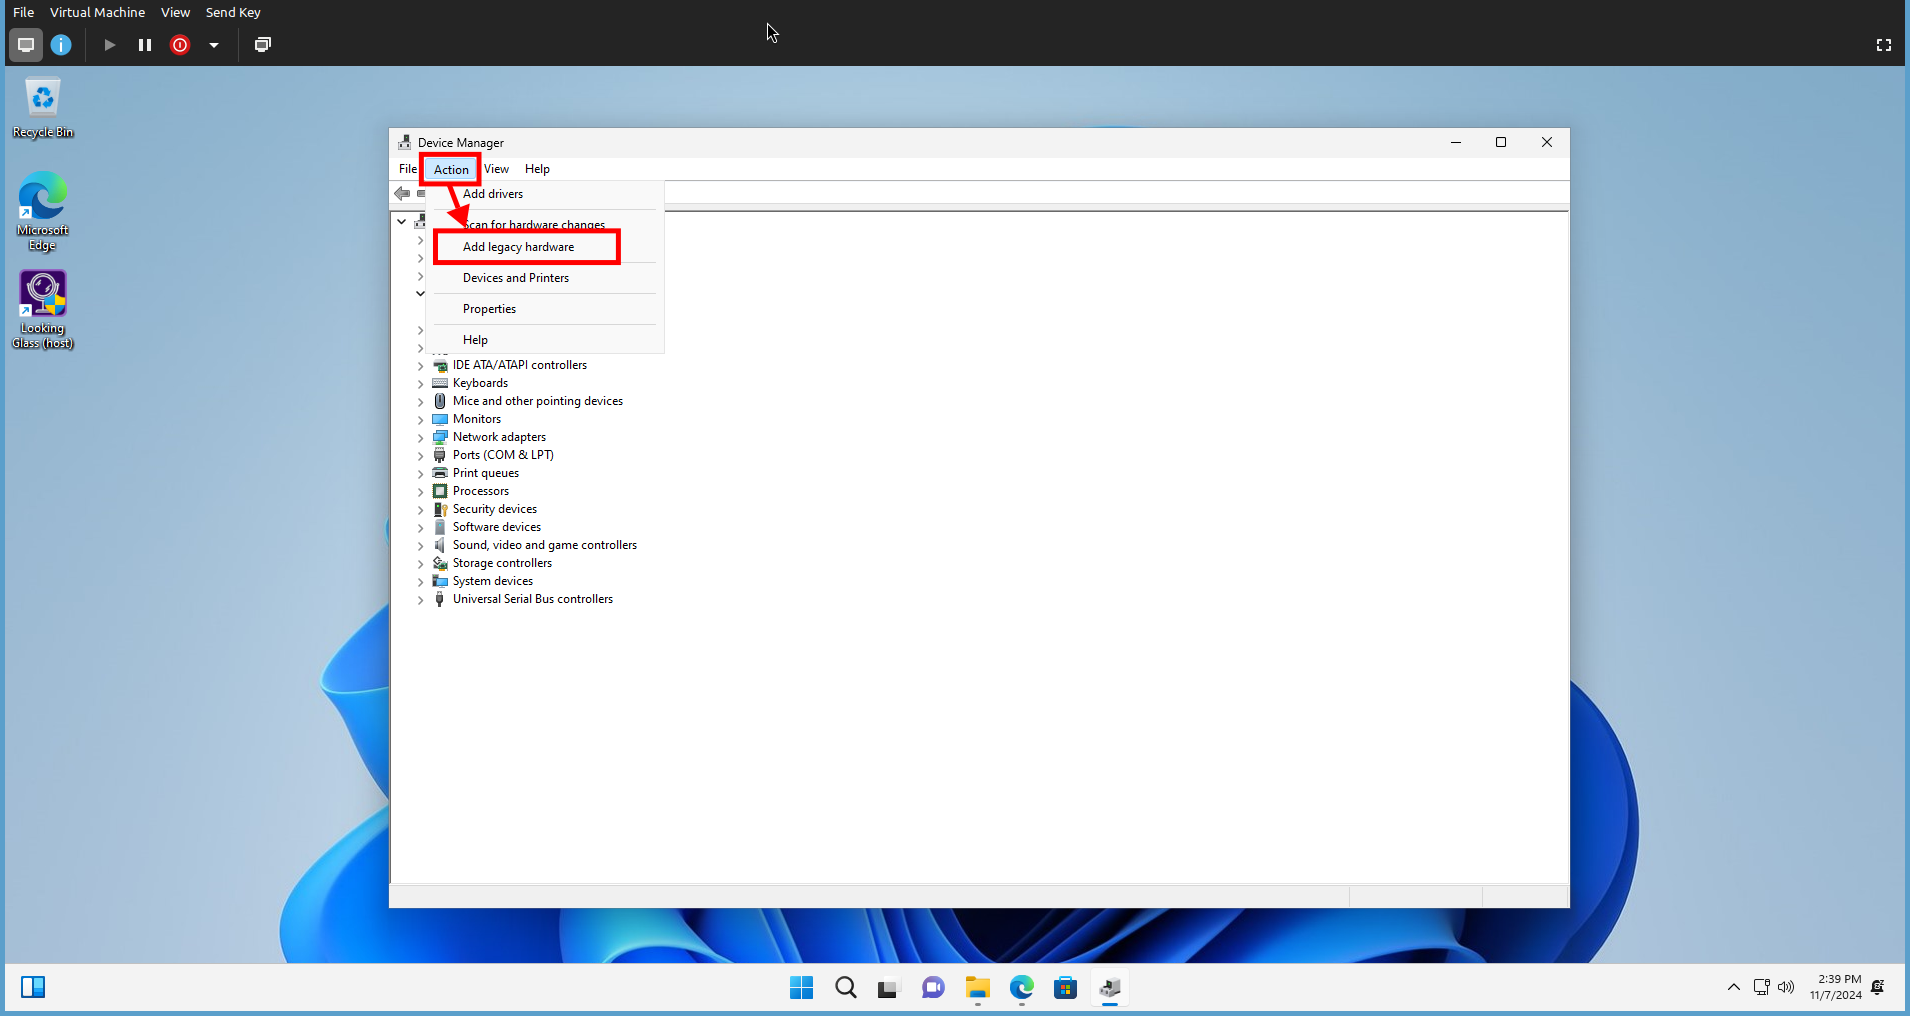 File Virtual Machine View Send Key
Recycle Bin
Microsoft
Edge
Looking
Glass (host)
Device Manager
File Action View Help
Add drivers
Scan for hardware changes
Add legacy hardware
Devices and Printers
Properties
Help
IDE ATA/ATAPI controllers
Keyboards
Mice and other pointing devices
Monitors
Network adapters
Ports (COM & LPT)
Print queues
Processors
Security devices
Software devices
Sound, video and game controllers
Storage controllers
System devices
Universal Serial Bus controllers
2:39 PM
11/7/2024